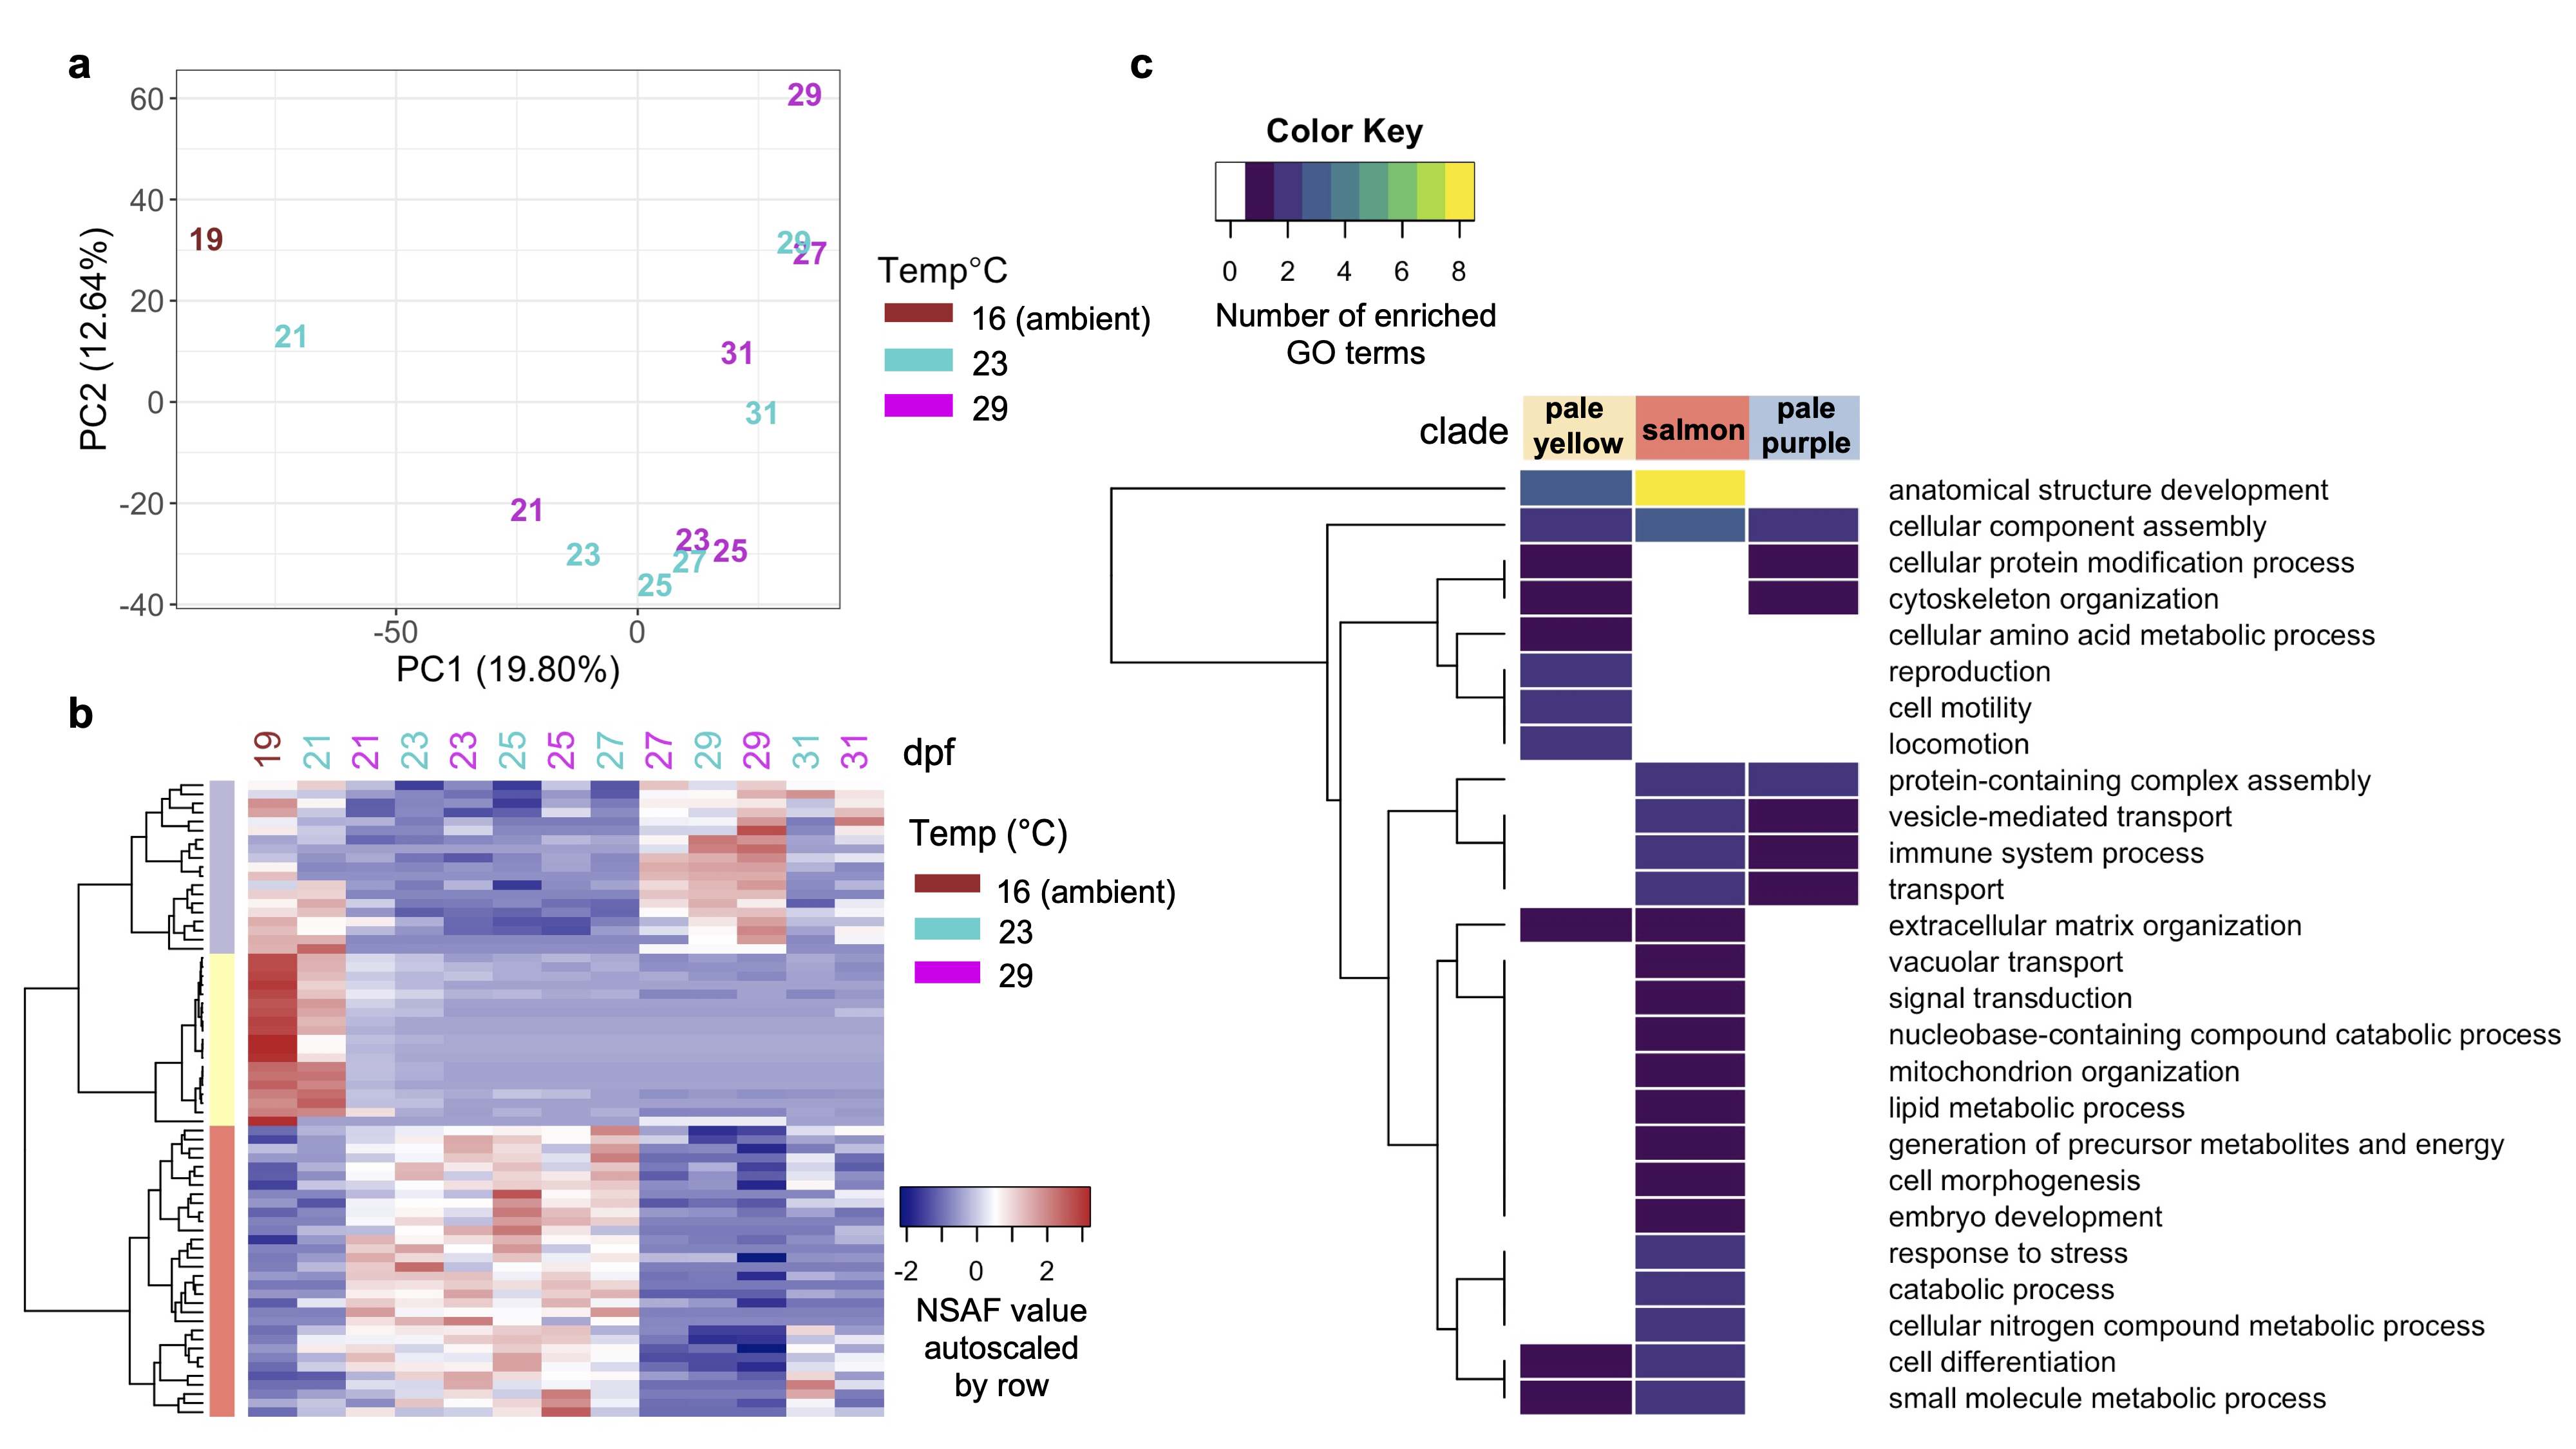 a
60
40
20
0
-20
-40
-50
0
PC2 (12.64%)
PC1 (19.80%)
29
19
29
27
21
31
31
21
23
25
23
27
25
Temp°C
16 (ambient)
23
29
b
19 21 21 23 23 25 25 27 27 29 29 31 31
dpf
Temp (°C)
16 (ambient)
23
29
-2 0 2
NSAF value
autoscaled
by row
c
Color Key
0 2 4 6 8
Number of enriched
GO terms
clade
pale
yellow
salmon
pale
purple
anatomical structure development
cellular component assembly
cellular protein modification process
cytoskeleton organization
cellular amino acid metabolic process
reproduction
cell motility
locomotion
protein-containing complex assembly
vesicle-mediated transport
immune system process
transport
extracellular matrix organization
vacuolar transport
signal transduction
nucleobase-containing compound catabolic process
mitochondrion organization
lipid metabolic process
generation of precursor metabolites and energy
cell morphogenesis
embryo development
response to stress
catabolic process
cellular nitrogen compound metabolic process
cell differentiation
small molecule metabolic process